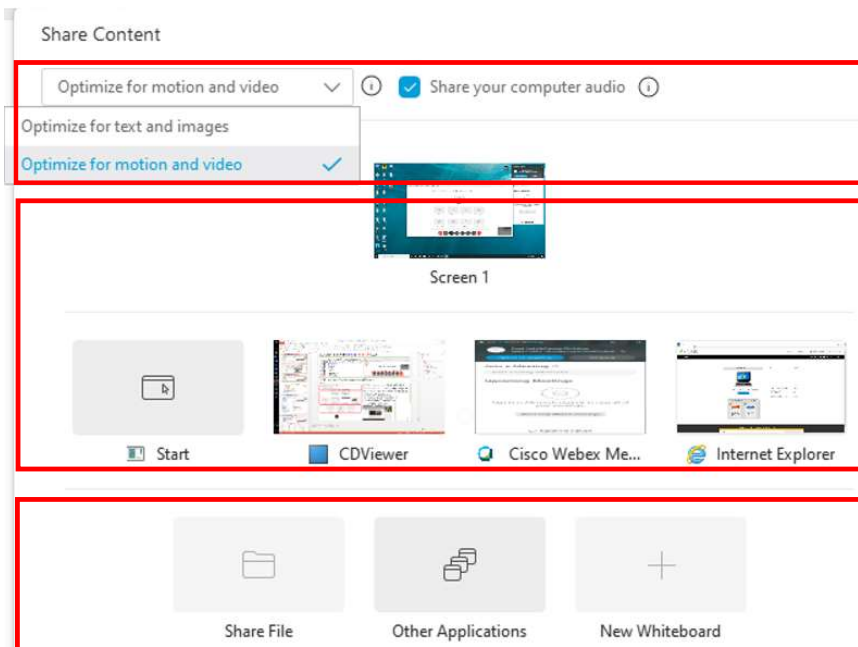 Share Content
Optimize for motion and video
Share your computer audio
Optimize for text and images
Optimize for motion and video
Screen 1
Start
CDViewer
Cisco Webex Me...
Internet Explorer
Share File
Other Applications
New Whiteboard